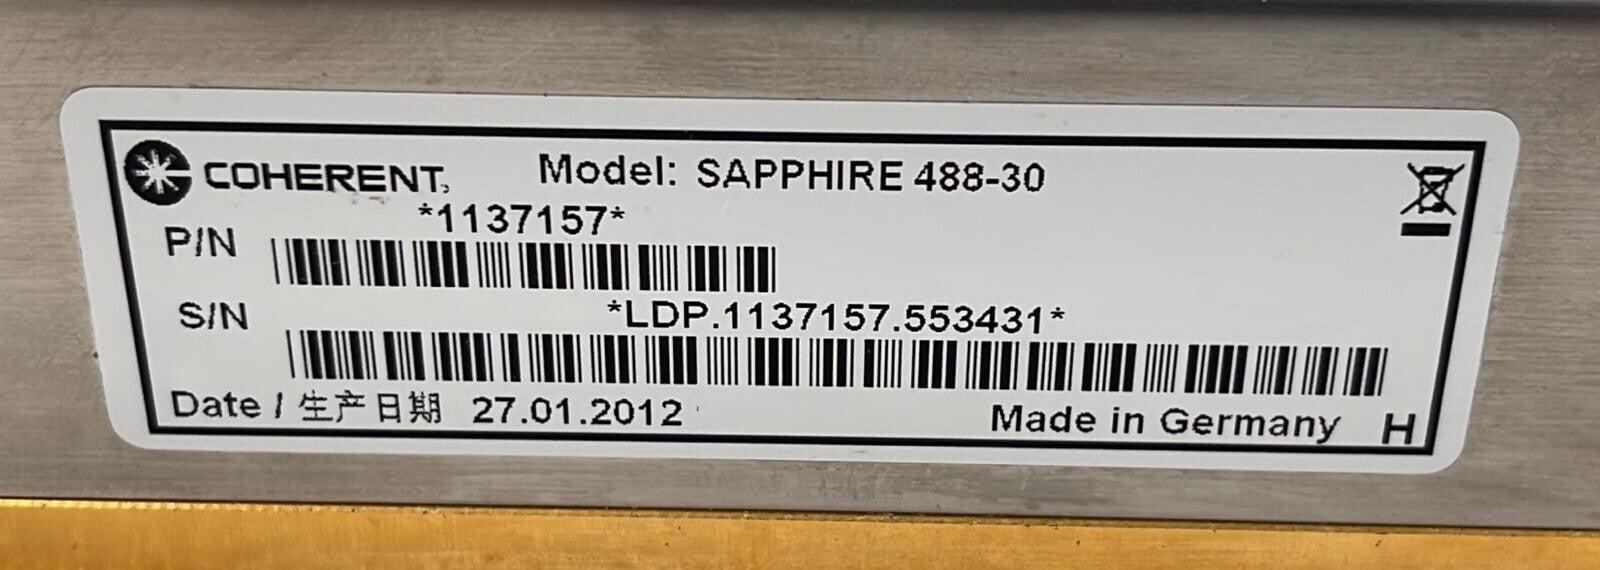 COHERENT. Model: SAPPHIRE 488-30
*1137157*
P/N
*LDP.1137157.553431*
S/N
Date / 生产日期 27.01.2012 Made in Germany H